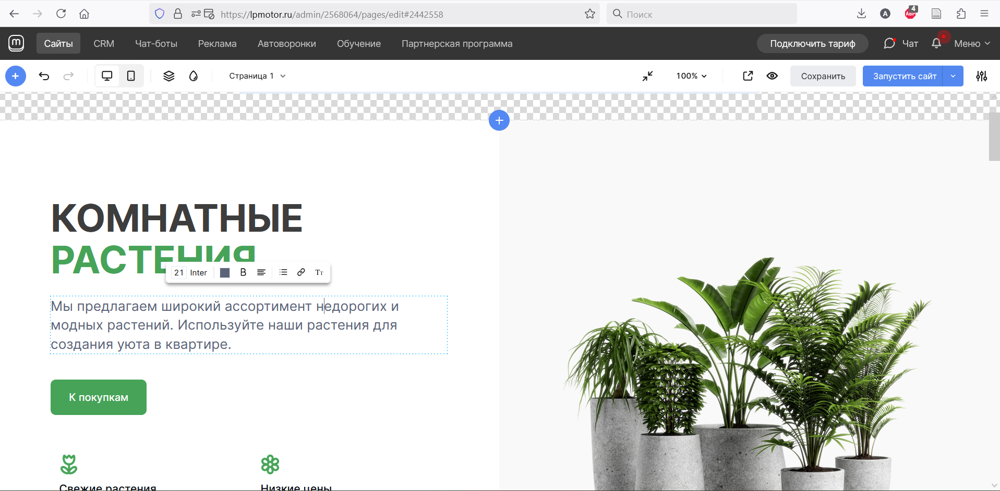 https://lpmotor.ru/admin/2568064/pages/edit#2442558
Поиск
A
ABP
4
m
Сайты
CRM
Чат-боты
Реклама
Автоворонки
Обучение
Партнерская программа
Подключить тариф
Чат
Меню
Страница 1
100%
Сохранить
Запустить сайт
КОМНАТНЫЕ
РАСТЕНИЯ
21 Inter B Tт
Мы предлагаем широкий ассортимент недорогих и
модных растений. Используйте наши растения для
создания уюта в квартире.
К покупкам
Свежие растения
Низкие цены